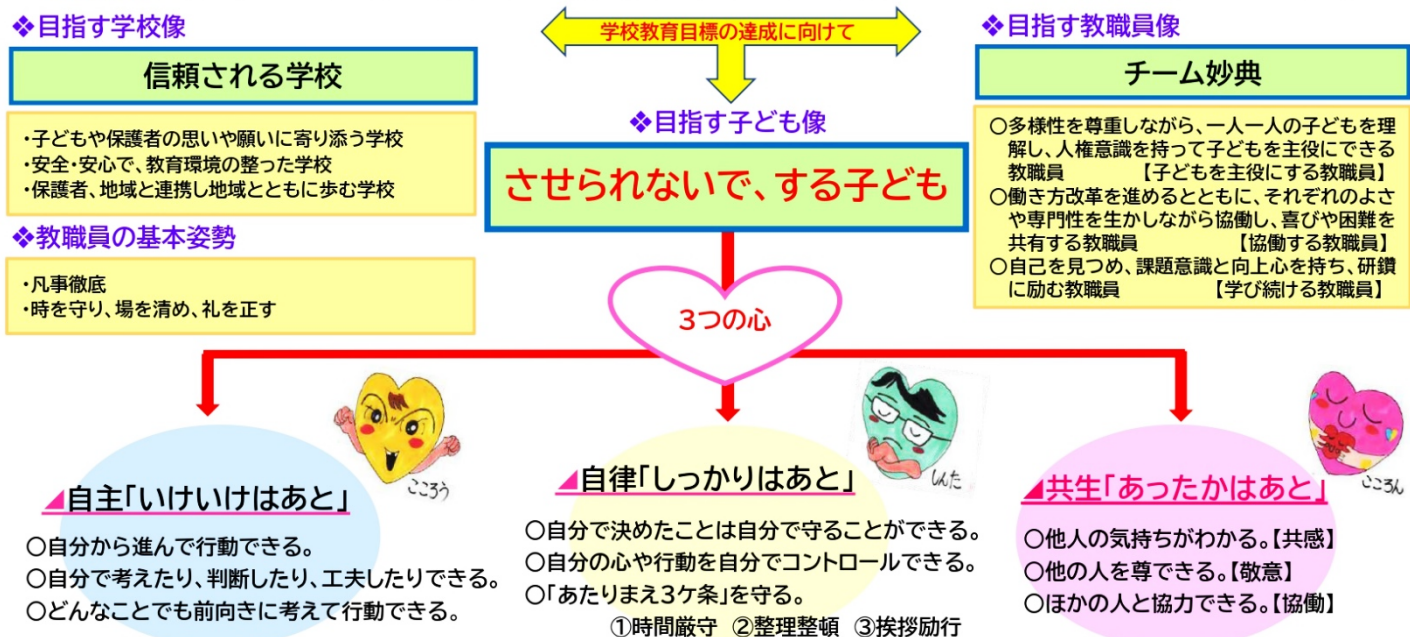 ❖目指す学校像
信頼される学校
・子どもや保護者の思いや願いに寄り添う学校
・安全・安心で、教育環境の整った学校
・保護者、地域と連携し地域とともに歩む学校
❖教職員の基本姿勢
・凡事徹底
・時を守り、場を清め、礼を正す
学校教育目標の達成に向けて
❖目指す子ども像
させられないで、する子ども
3つの心
❖目指す教職員像
チーム妙典
○多様性を尊重しながら、一人一人の子どもを理
解し、人権意識を持って子どもを主役にできる
教職員 【子どもを主役にする教職員】
○働き方改革を進めるとともに、それぞれのよさ
や専門性を生かしながら協働し、喜びや困難を
共有する教職員 【協働する教職員】
○自己を見つめ、課題意識と向上心を持ち、研鑽
に励む教職員 【学び続ける教職員】
こころう
◢自主「いけいけはあと」
○自分から進んで行動できる。
○自分で考えたり、判断したり、工夫したりできる。
○どんなことでも前向きに考えて行動できる。
しんた
◢自律「しっかりはあと」
○自分で決めたことは自分で守ることができる。
○自分の心や行動を自分でコントロールできる。
○「あたりまえ3ケ条」を守る。
①時間厳守 ②整理整頓 ③挨拶励行
こころん
◢共生「あったかはあと」
○他人の気持ちがわかる。【共感】
○他の人を尊できる。【敬意】
○ほかの人と協力できる。【協働】